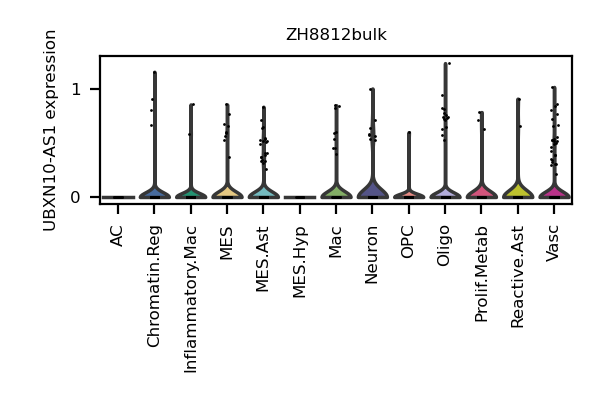 ZH8812bulk
UBXN10-AS1 expression
1
0
AC
Chromatin.Reg
Inflammatory.Mac
MES
MES.Ast
MES.Hyp
Mac
Neuron
OPC
Oligo
Prolif.Metab
Reactive.Ast
Vasc